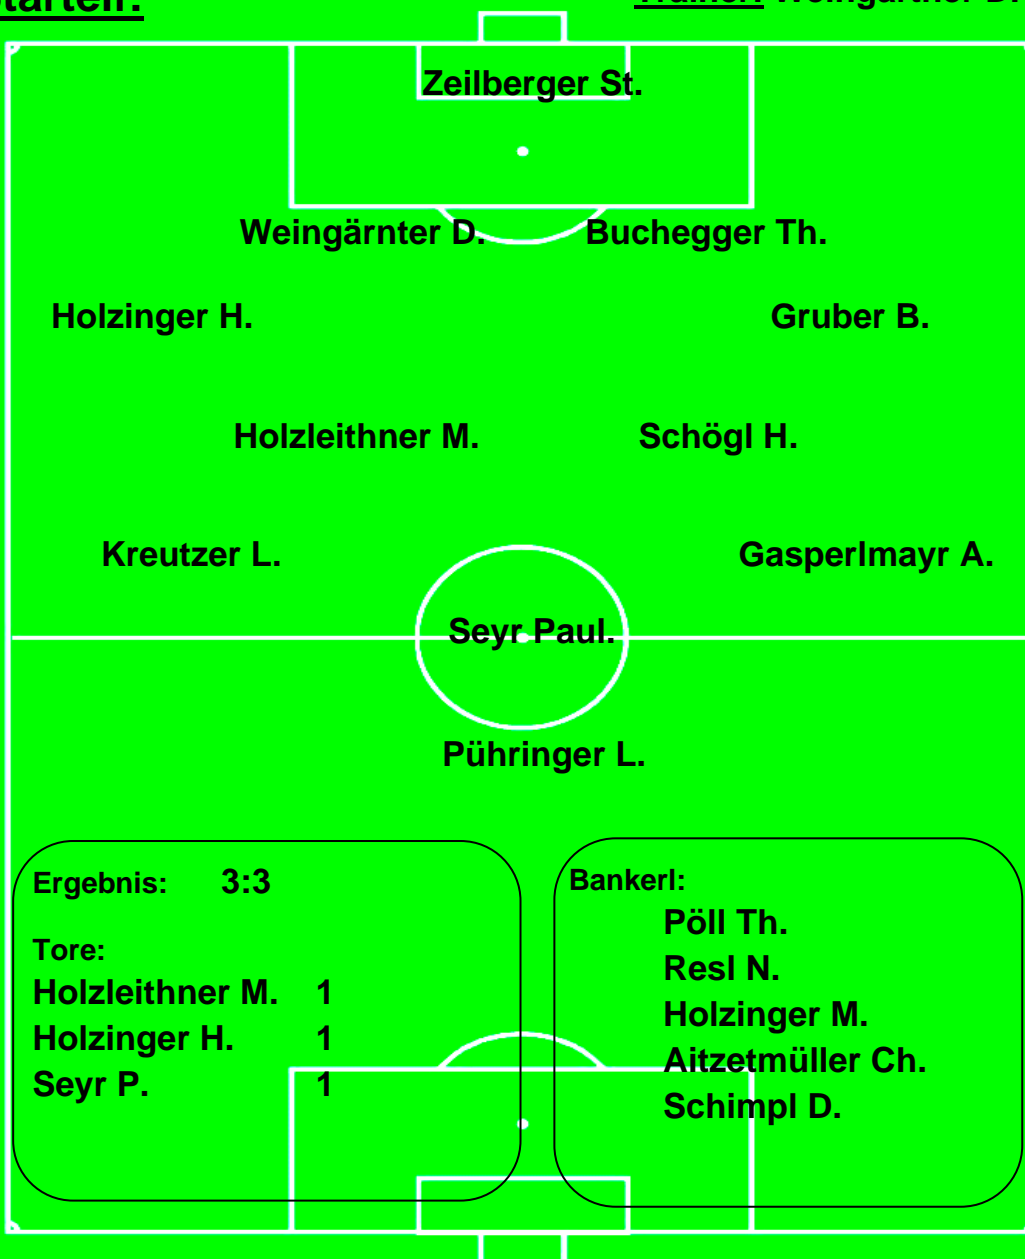 Zeilberger St.
Weingärnter D. Buchegger Th.
Holzinger H. Gruber B.
Holzleithner M. Schögl H.
Kreutzer L. Gasperlmayr A.
Seyr Paul.
Pühringer L.
Ergebnis: 3:3
Tore:
Holzleithner M. 1
Holzinger H. 1
Seyr P. 1
Bankerl:
Pöll Th.
Resl N.
Holzinger M.
Aitzetmüller Ch.
Schimpl D.